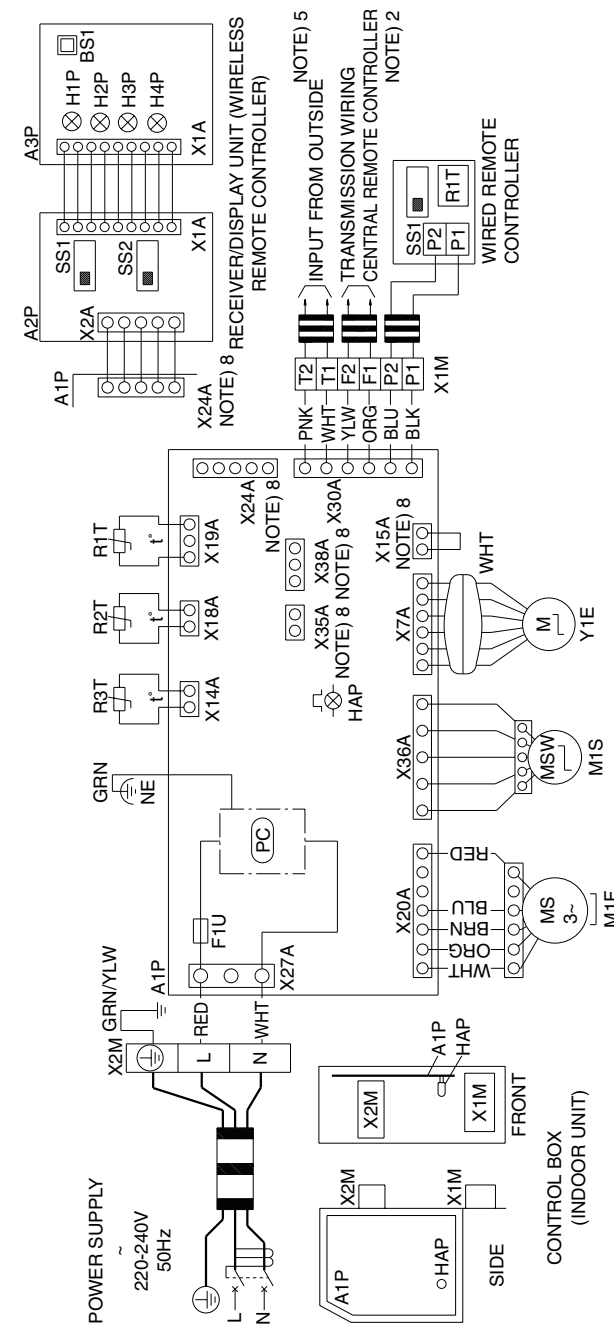 POWER SUPPLY
~
220-240V
50Hz
L
N
X2M
L
N
GRN/YLW
A1P
RED
WHT
X27A
F1U
PC
GRN
NE
R3T
t°
X14A
R2T
t°
X18A
R1T
t°
X19A
HAP
X35A
NOTE) 8
X38A
NOTE) 8
X24A
NOTE) 8
X30A
X15A
NOTE) 8
X20A
WHT
ORG
BRN
BLU
RED
MS
3~
M1F
X36A
MSW
M1S
X7A
WHT
M
Y1E
PNK
WHT
YLW
ORG
BLU
BLK
T2
T1
F2
F1
P2
P1
X1M
INPUT FROM OUTSIDE
NOTE) 5
TRANSMISSION WIRING
CENTRAL REMOTE CONTROLLER
NOTE) 2
SS1
P2
P1
R1T
WIRED REMOTE
CONTROLLER
A1P
X24A
NOTE) 8
A2P
X2A
SS1
SS2
X1A
A3P
X1A
BS1
H1P
H2P
H3P
H4P
RECEIVER/DISPLAY UNIT (WIRELESS
REMOTE CONTROLLER)
A1P
HAP
X2M
X1M
SIDE
X2M
X1M
A1P
HAP
FRONT
CONTROL BOX
(INDOOR UNIT)